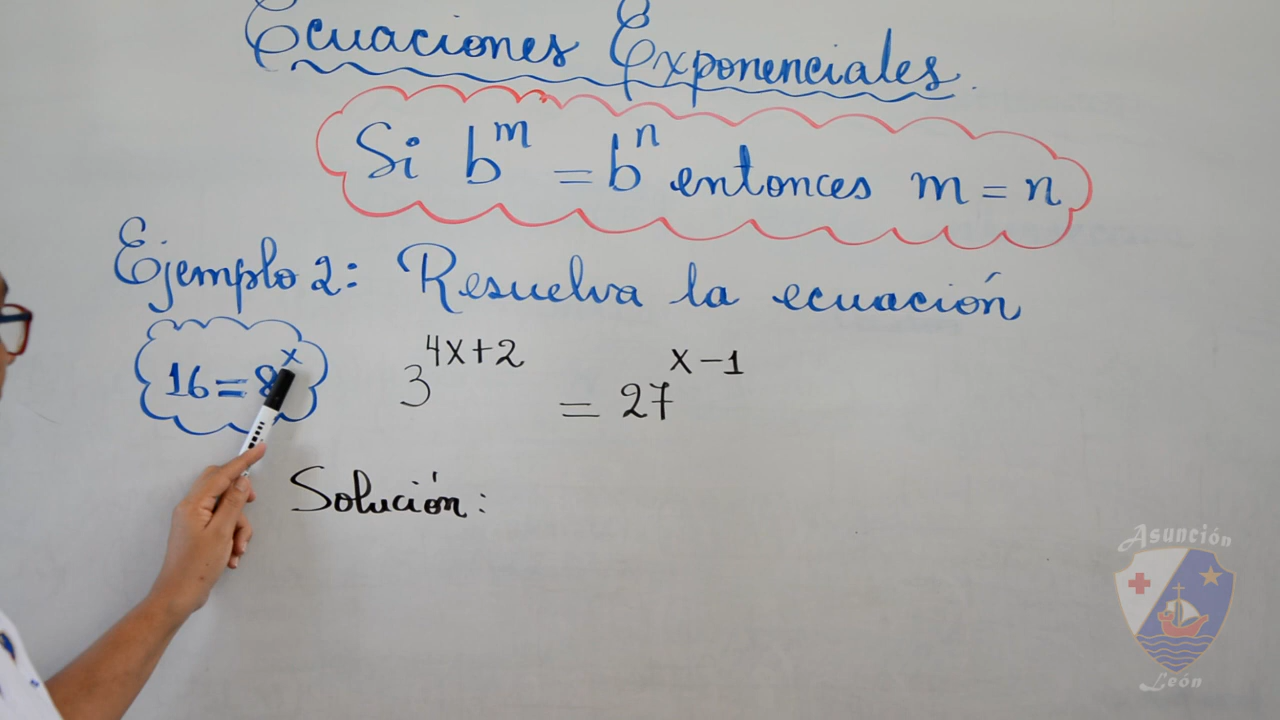 Ecuaciones Exponenciales.
Si b^m = b^n entonces m = n
Ejemplo 2: Resuelva la ecuación
16 = 8^x
3^{4x+2} = 27^{x-1}
Solución:
Asunción
León